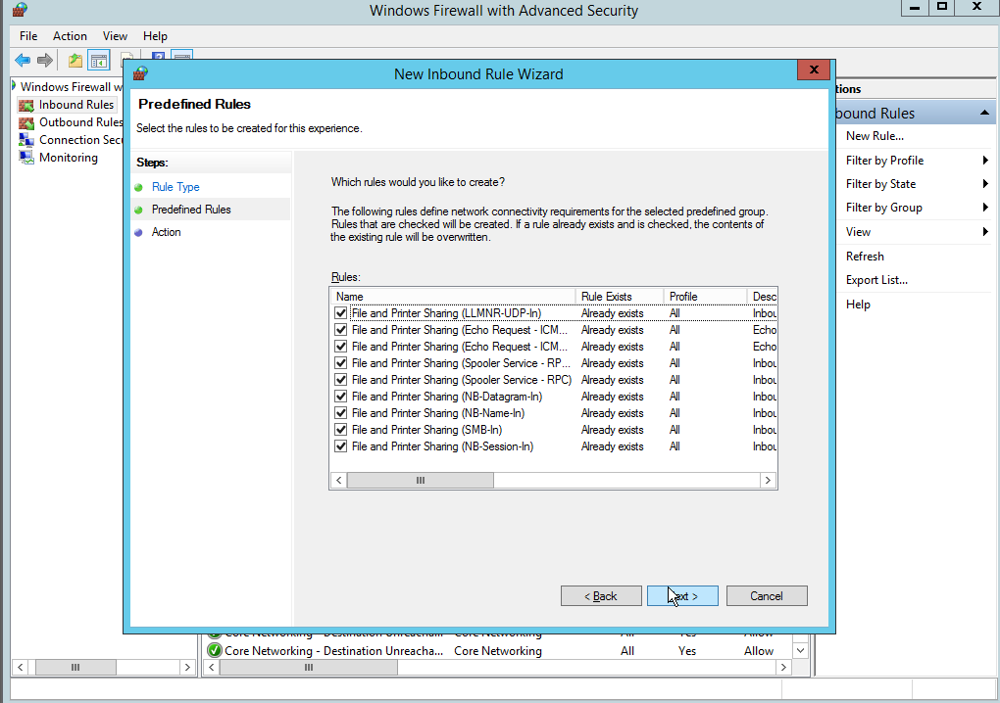 Windows Firewall with Advanced Security
File Action View Help
Windows Firewall w
Inbound Rules
Outbound Rules
Connection Secu
Monitoring
New Inbound Rule Wizard
Predefined Rules
Select the rules to be created for this experience.
Steps:
Rule Type
Predefined Rules
Action
Which rules would you like to create?
The following rules define network connectivity requirements for the selected predefined group.
Rules that are checked will be created. If a rule already exists and is checked, the contents of
the existing rule will be overwritten.
Rules:
Name Rule Exists Profile Desc
File and Printer Sharing (LLMNR-UDP-In) Already exists All Inbou
File and Printer Sharing (Echo Request - ICM... Already exists All Echo
File and Printer Sharing (Echo Request - ICM... Already exists All Echo
File and Printer Sharing (Spooler Service - RP... Already exists All Inbou
File and Printer Sharing (Spooler Service - RPC) Already exists All Inbou
File and Printer Sharing (NB-Datagram-In) Already exists All Inbou
File and Printer Sharing (NB-Name-In) Already exists All Inbou
File and Printer Sharing (SMB-In) Already exists All Inbou
File and Printer Sharing (NB-Session-In) Already exists All Inbou
< Back
ext >
Cancel
Core Networking - Destination Unreachabl... Core Networking All Yes Allow
Core Networking - Destination Unreacha... Core Networking All Yes Allow
tions
bound Rules
New Rule...
Filter by Profile
Filter by State
Filter by Group
View
Refresh
Export List...
Help